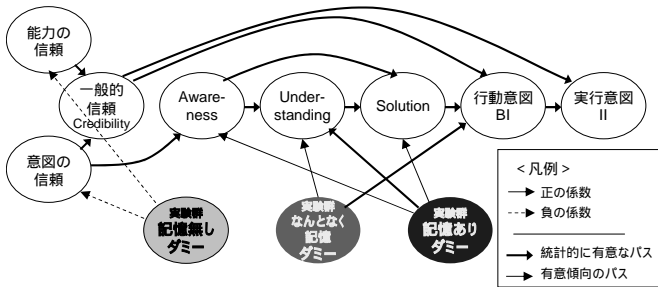 能力の
信頼
一般的
信頼
Credibility
意図の
信頼
Aware-
ness
Under-
standing
Solution
行動意図
BI
実行意図
II
実験群
記憶無し
ダミー
実験群
なんとなく
記憶
ダミー
実験群
記憶あり
ダミー
＜凡例＞
正の係数
負の係数
統計的に有意なパス
有意傾向のパス